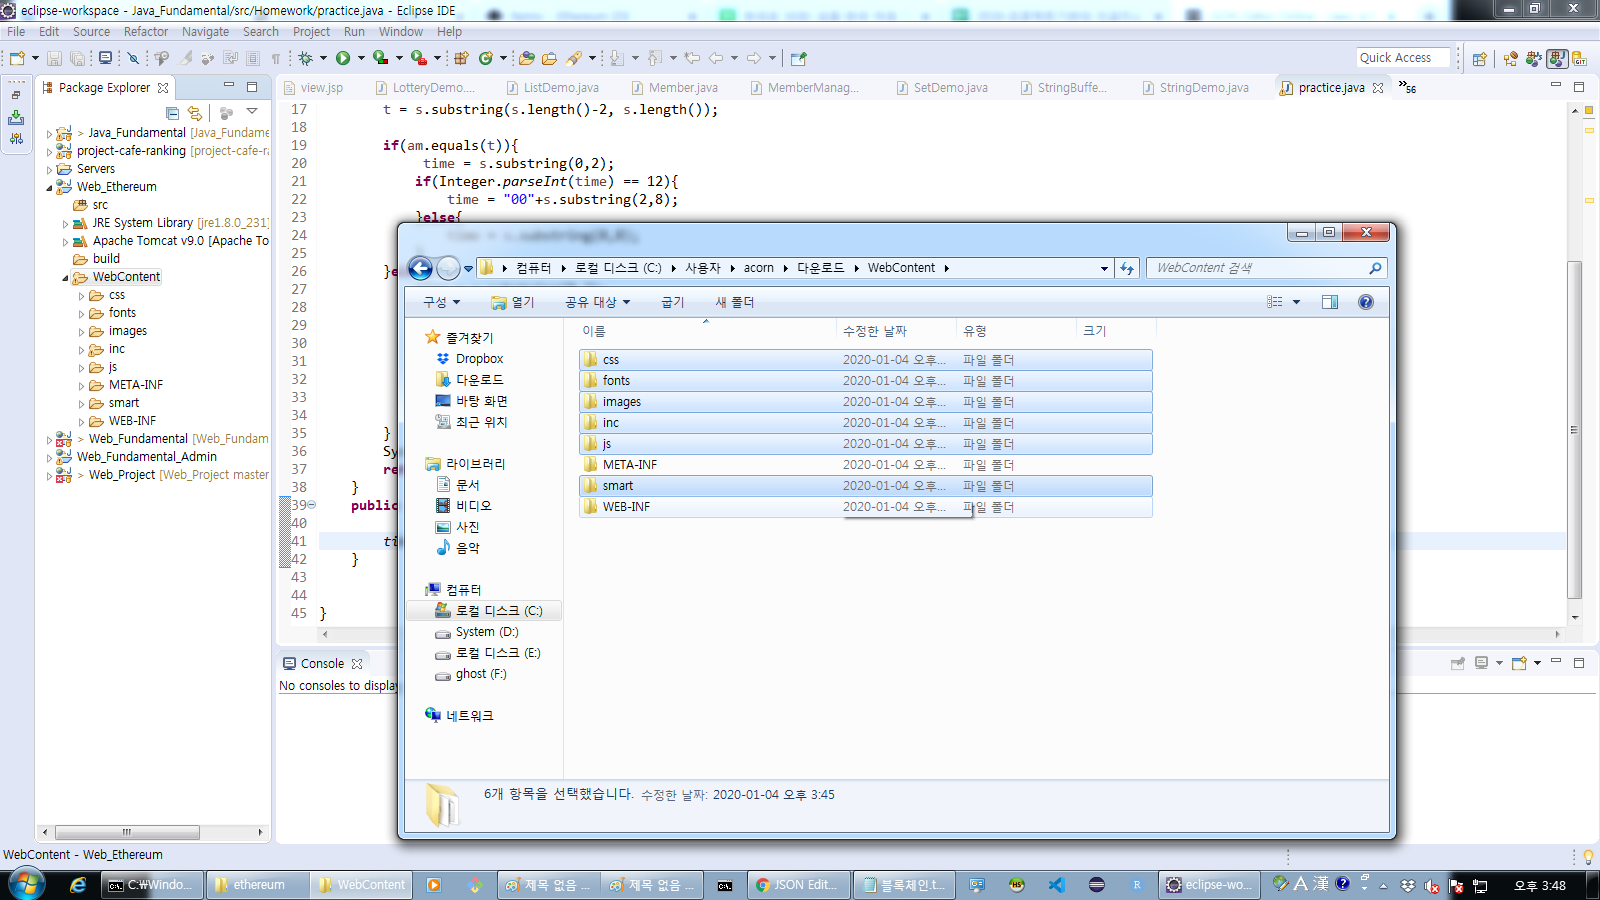 eclipse-workspace - Java_Fundamental/src/Homework/practice.java - Eclipse IDE
File Edit Source Refactor Navigate Search Project Run Window Help
Quick Access
Package Explorer
view.jsp LotteryDemo.... ListDemo.java Member.java MemberManag... SetDemo.java StringBuffe... StringDemo.java practice.java »56
> Java_Fundamental [Java_Fundame
> project-cafe-ranking [project-cafe-ra
Servers
Web_Ethereum
src
JRE System Library [jre1.8.0_231]
Apache Tomcat v9.0 [Apache To
build
WebContent
css
fonts
images
inc
js
META-INF
smart
WEB-INF
> Web_Fundamental [Web_Fundam
Web_Fundamental_Admin
> Web_Project [Web_Project master
17 t = s.substring(s.length()-2, s.length());
18
19 if(am.equals(t)){
20 time = s.substring(0,2);
21 if(Integer.parseInt(time) == 12){
22 time = "00"+s.substring(2,8);
23 }else{
24 time = s.substring(0,8);
25
26 }e
27
28
29
30
31
32
33
34
35 }
36 Sy
37 re
38 }
39 public
40
41 ti
42 }
43
44
45 }
컴퓨터 로컬 디스크 (C:) 사용자 acorn 다운로드 WebContent
WebContent 검색
구성 열기 공유 대상 굽기 새 폴더
즐겨찾기
Dropbox
다운로드
바탕 화면
최근 위치
라이브러리
문서
비디오
사진
음악
컴퓨터
로컬 디스크 (C:)
System (D:)
로컬 디스크 (E:)
ghost (F:)
네트워크
이름 수정한 날짜 유형 크기
css 2020-01-04 오후... 파일 폴더
fonts 2020-01-04 오후... 파일 폴더
images 2020-01-04 오후... 파일 폴더
inc 2020-01-04 오후... 파일 폴더
js 2020-01-04 오후... 파일 폴더
META-INF 2020-01-04 오후... 파일 폴더
smart 2020-01-04 오후... 파일 폴더
WEB-INF 2020-01-04 오후... 파일 폴더
6개 항목을 선택했습니다. 수정한 날짜: 2020-01-04 오후 3:45
Console
No consoles to display
WebContent - Web_Ethereum
C:₩Windo... ethereum WebContent 제목 없음 ... 제목 없음 ... JSON Edit... 블록체인.t... eclipse-wo... A 漢 오후 3:48